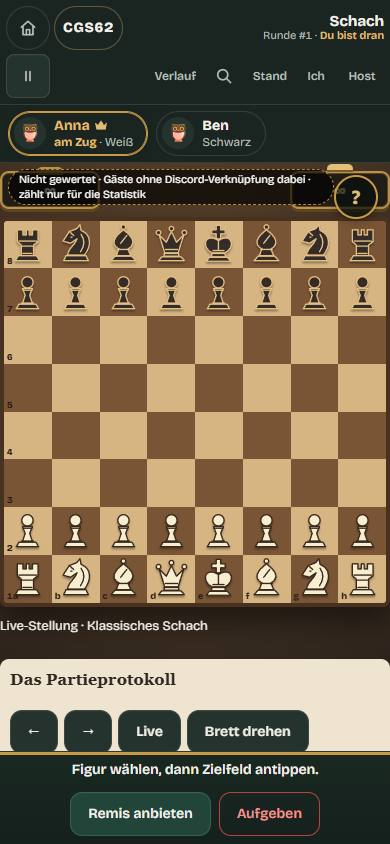 CGS62
Schach
Runde #1 · Du bist dran
Verlauf
Stand
Ich
Host
Anna
am Zug · Weiß
Ben
Schwarz
Nicht gewertet · Gäste ohne Discord-Verknüpfung dabei ·
zählt nur für die Statistik
?
8
7
6
5
4
3
2
1 a b c d e f g h
Live-Stellung · Klassisches Schach
Das Partieprotokoll
← → Live Brett drehen
Figur wählen, dann Zielfeld antippen.
Remis anbieten Aufgeben